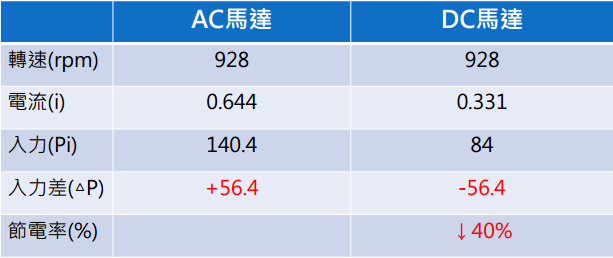 AC馬達 DC馬達
轉速(rpm) 928 928
電流(i) 0.644 0.331
入力(Pi) 140.4 84
入力差(△P) +56.4 -56.4
節電率(%) ↓40%